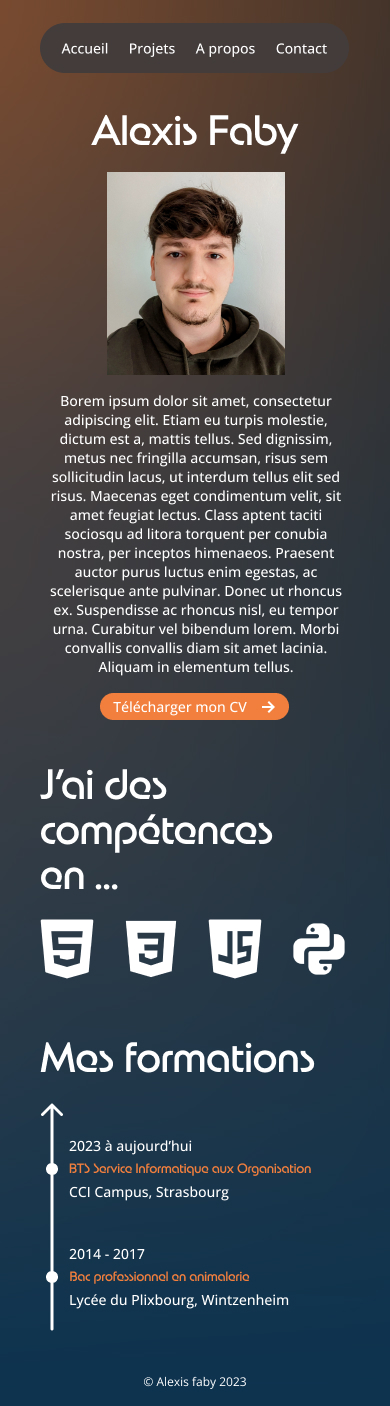 Accueil Projets A propos Contact
Alexis Faby
Borem ipsum dolor sit amet, consectetur
adipiscing elit. Etiam eu turpis molestie,
dictum est a, mattis tellus. Sed dignissim,
metus nec fringilla accumsan, risus sem
sollicitudin lacus, ut interdum tellus elit sed
risus. Maecenas eget condimentum velit, sit
amet feugiat lectus. Class aptent taciti
sociosqu ad litora torquent per conubia
nostra, per inceptos himenaeos. Praesent
auctor purus luctus enim egestas, ac
scelerisque ante pulvinar. Donec ut rhoncus
ex. Suspendisse ac rhoncus nisl, eu tempor
urna. Curabitur vel bibendum lorem. Morbi
convallis convallis diam sit amet lacinia.
Aliquam in elementum tellus.
Télécharger mon CV
J’ai des
compétences
en ...
5 3 JS
Mes formations
2023 à aujourd’hui
BTS Service Informatique aux Organisation
CCI Campus, Strasbourg
2014 - 2017
Bac professionnel en animalerie
Lycée du Plixbourg, Wintzenheim
© Alexis faby 2023